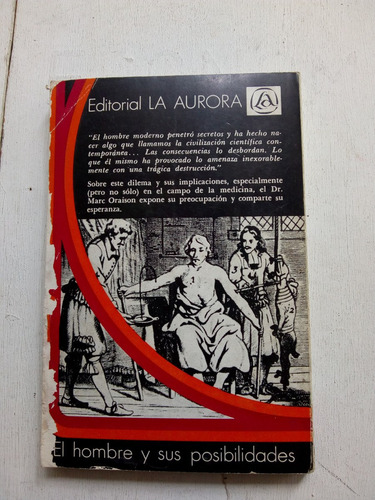 Editorial LA AURORA
"El hombre moderno penetró secretos y ha hecho na-
cer algo que llamamos la civilización científica con-
temporánea... Las consecuencias lo desbordan. Lo
que él mismo ha provocado lo amenaza inexorable-
mente con una trágica destrucción."
Sobre este dilema y sus implicaciones, especialmente
(pero no sólo) en el campo de la medicina, el Dr.
Marc Oraison expone su preocupación y comparte su
esperanza.
El hombre y sus posibilidades